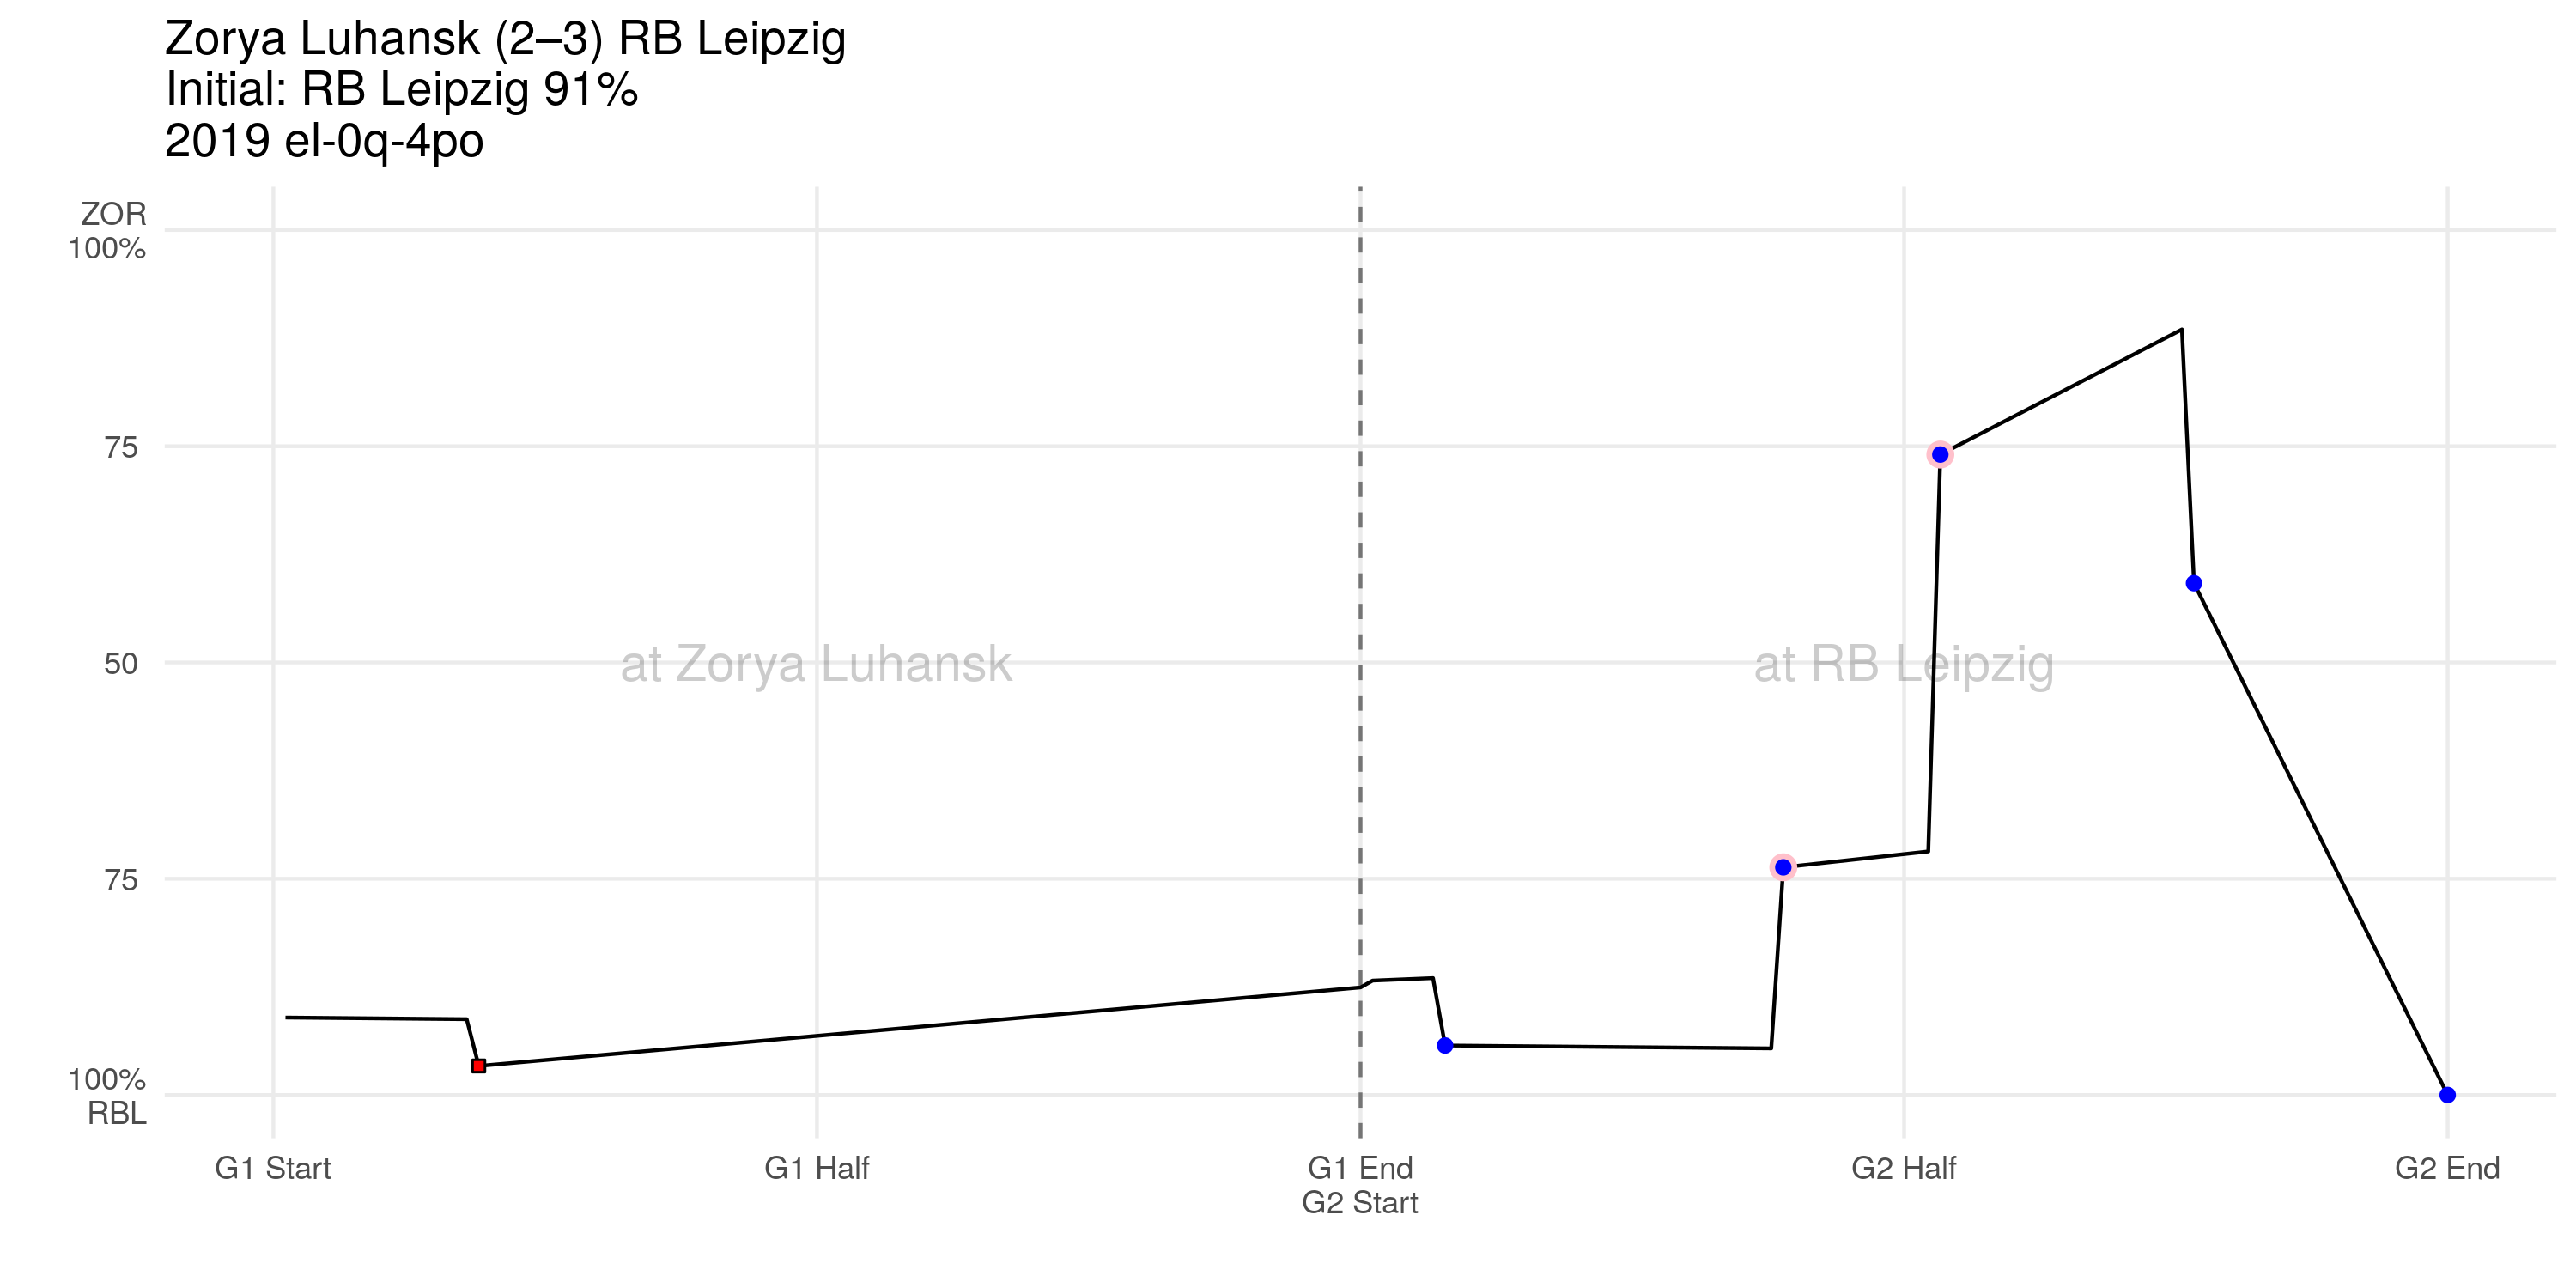 Zorya Luhansk (2–3) RB Leipzig
Initial: RB Leipzig 91%
2019 el-0q-4po
ZOR
100%
75
50
75
100%
RBL
at Zorya Luhansk
at RB Leipzig
G1 Start
G1 Half
G1 End
G2 Start
G2 Half
G2 End